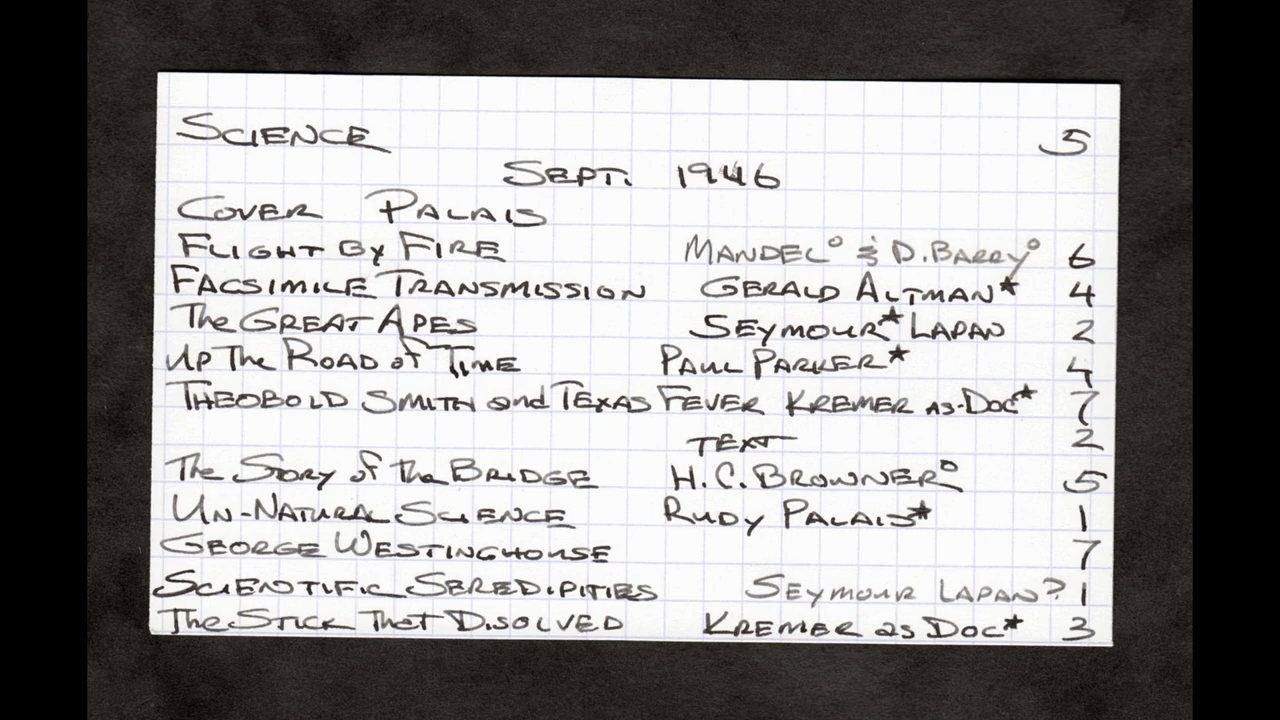 SCIENCE 5
SEPT. 1946
COVER PALAIS
FLIGHT By FIRE MANDEL° & D. BARRY° 6
FACSIMILE TRANSMISSION GERALD ALTMAN* 4
The GREAT APES SEYMOUR* LAPAN 2
UP The ROAD of TIME PAUL PARKER* 4
THEOBOLD SMITH and TEXAS FEVER KREMER AS-DOC* 7
TEXT 2
The STORY of the BRIDGE H.C. BROWNER° 5
UN-NATURAL SCIENCE RUDY PALAIS* 1
GEORGE WESTINGHOUSE 7
SCIENTIFIC SEREDIPITIES SEYMOUR LAPAN? 1
The STICK That DISOLVED KREMER as DOC* 3